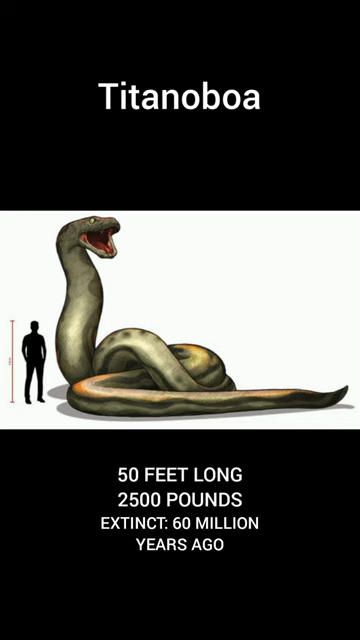 Titanoboa
50 FEET LONG
2500 POUNDS
EXTINCT: 60 MILLION
YEARS AGO